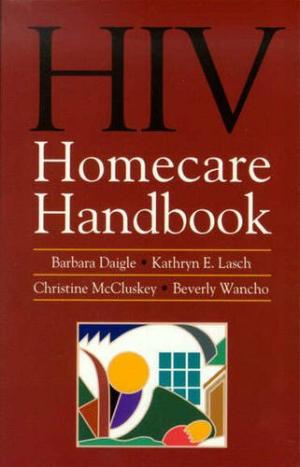 HIV
Homecare
Handbook
Barbara Daigle • Kathryn E. Lasch
Christine McCluskey • Beverly Wancho